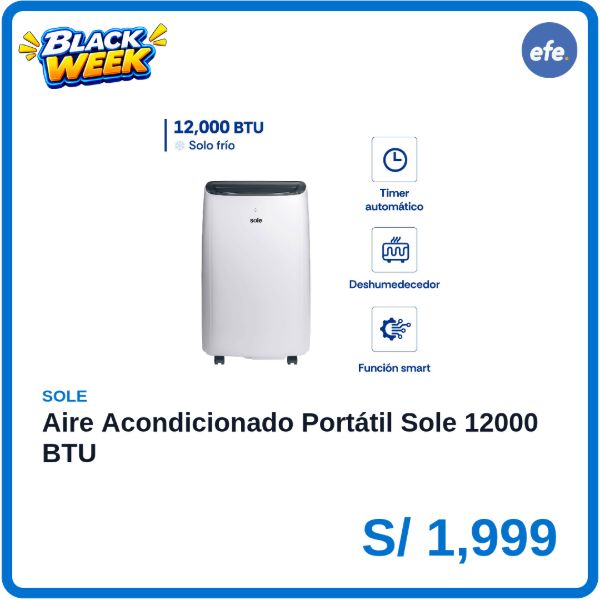 BLACK
WEEK
efe.
12,000 BTU
Solo frío
sole
Timer
automático
Deshumedecedor
Función smart
SOLE
Aire Acondicionado Portátil Sole 12000
BTU
S/ 1,999